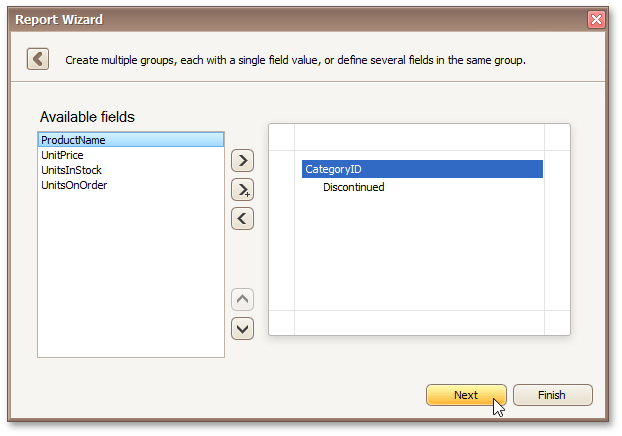 Report Wizard
Create multiple groups, each with a single field value, or define several fields in the same group.
Available fields
ProductName
UnitPrice
UnitsInStock
UnitsOnOrder
CategoryID
Discontinued
Next
Finish